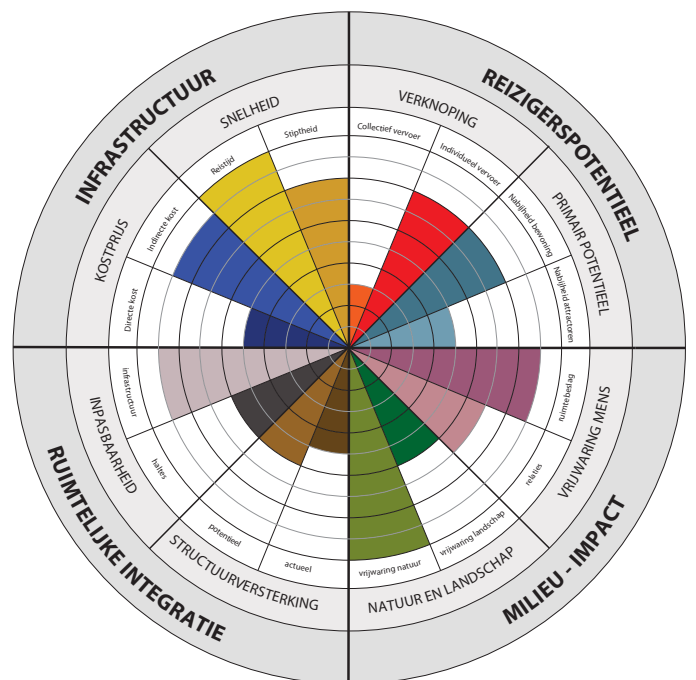 INFRASTRUCTUUR
REIZIGERSPOTENTIEEL
SNELHEID
VERKNOPING
Reistijd
Stiptheid
Collectief vervoer
Individueel vervoer
KOSTPRIJS
Indirecte kost
Directe kost
Nabijheid bewoning
Nabijheid attractoren
PRIMAIR POTENTIEEL
INPASBAARHEID
infrastructuur
haltes
ruimtebeslag
relaties
VRIJWARING MENS
potentieel
actueel
vrijwaring natuur
vrijwaring landschap
STRUCTUURVERSTERKING
NATUUR EN LANDSCHAP
RUIMTELIJKE INTEGRATIE
MILIEU - IMPACT